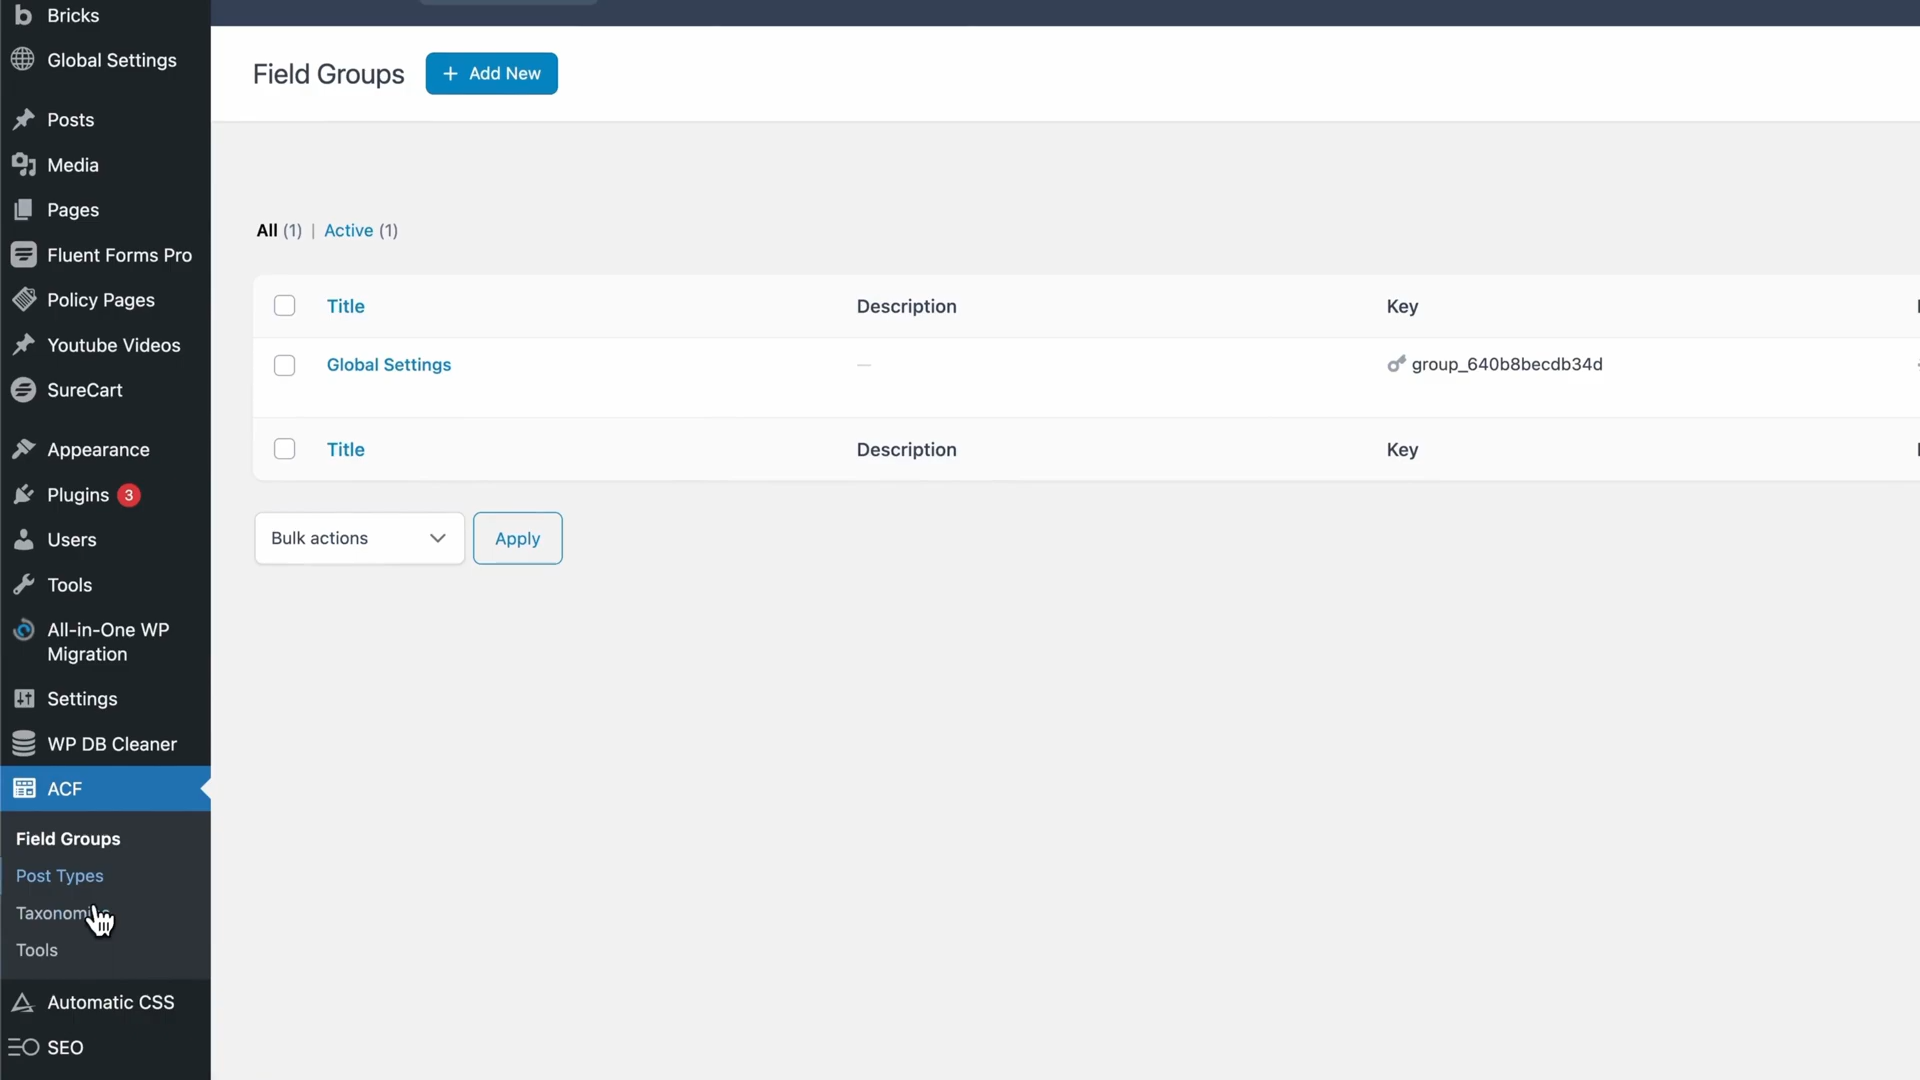 Bricks
Global Settings
Posts
Media
Pages
Fluent Forms Pro
Policy Pages
Youtube Videos
SureCart
Appearance
Plugins 3
Users
Tools
All-in-One WP
Migration
Settings
WP DB Cleaner
ACF
Field Groups
Post Types
Tools
Automatic CSS
SEO
Field Groups
+ Add New
All (1) | Active (1)
Title Description Key
Global Settings — group_640b8becdb34d
Title Description Key
Bulk actions Apply